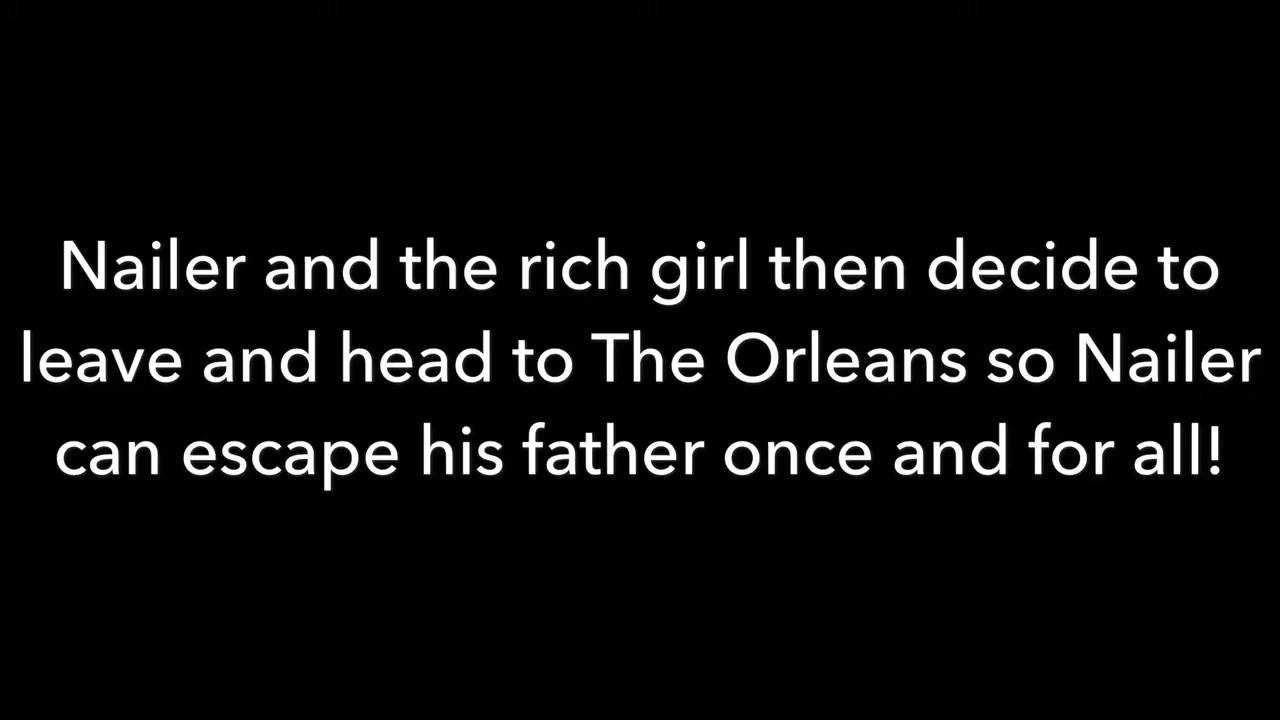 Nailer and the rich girl then decide to
leave and head to The Orleans so Nailer
can escape his father once and for all!